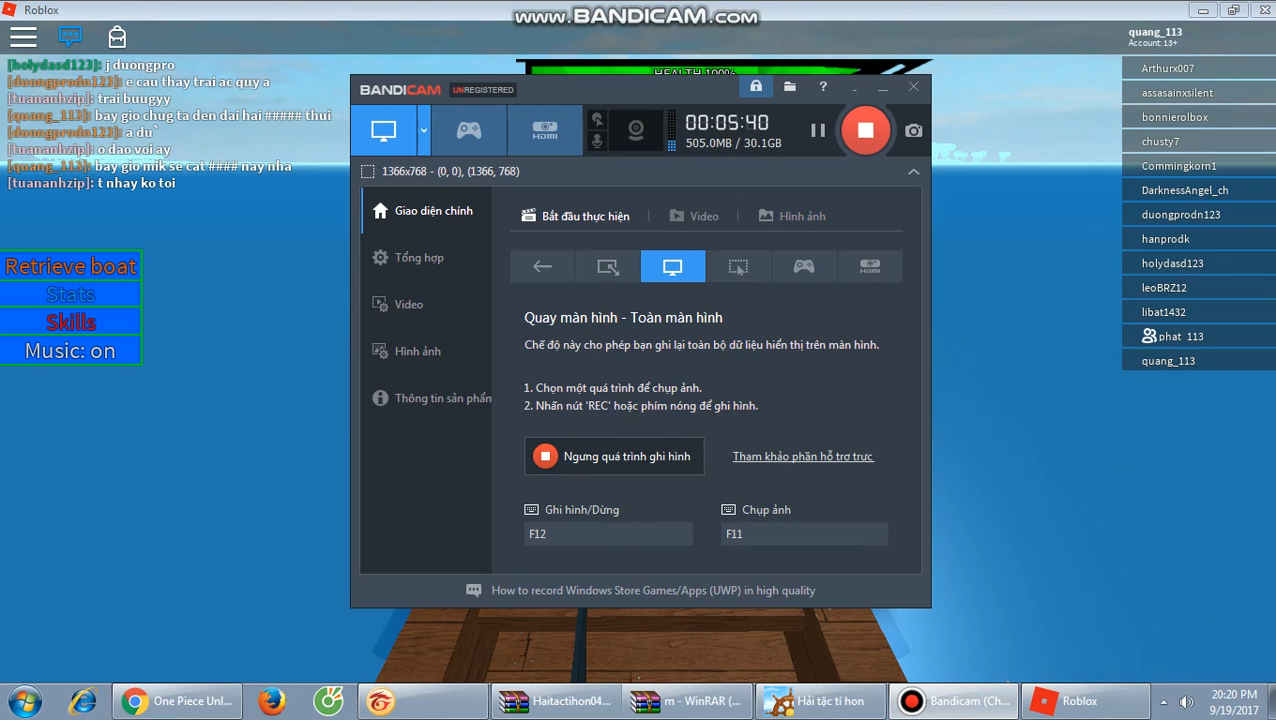 Roblox
www.BANDICAM.com
quang_113
Account: 13+
[holydasd123]: j duongpro
[duongprodn123]: e cau thay trai ac quy a
[tuananhzip]: trai buugyy
[quang_113]: bay gio chug ta den dai hai ##### thui
[duongprodn123]: a du`
[tuananhzip]: o dao voi ay
[quang_113]: bay gio mik se cat #### nay nha
[tuananhzip]: t nhay ko toi
HEALTH 100%
Retrieve boat
Stats
Skills
Music: on
BANDICAM UNREGISTERED
HDMI
00:05:40
505.0MB / 30.1GB
1366x768 - (0, 0), (1366, 768)
Giao diện chính
Tổng hợp
Video
Hình ảnh
Thông tin sản phẩm
Bắt đầu thực hiện
Video
Hình ảnh
HDMI
Quay màn hình - Toàn màn hình
Chế độ này cho phép bạn ghi lại toàn bộ dữ liệu hiển thị trên màn hình.
1. Chọn một quá trình để chụp ảnh.
2. Nhấn nút 'REC' hoặc phím nóng để ghi hình.
Ngưng quá trình ghi hình
Tham khảo phần hỗ trơ trưc
Ghi hình/Dừng
Chụp ảnh
F12
F11
How to record Windows Store Games/Apps (UWP) in high quality
Arthurx007
assasainxsilent
bonnierolbox
chusty7
Commingkorn1
DarknessAngel_ch
duongprodn123
hanprodk
holydasd123
leoBRZ12
libat1432
phat_113
quang_113
One Piece Unl...
Haitactihon04...
m - WinRAR (...
Hải tặc tí hon
Bandicam (Ch...
Roblox
20:20 PM
9/19/2017